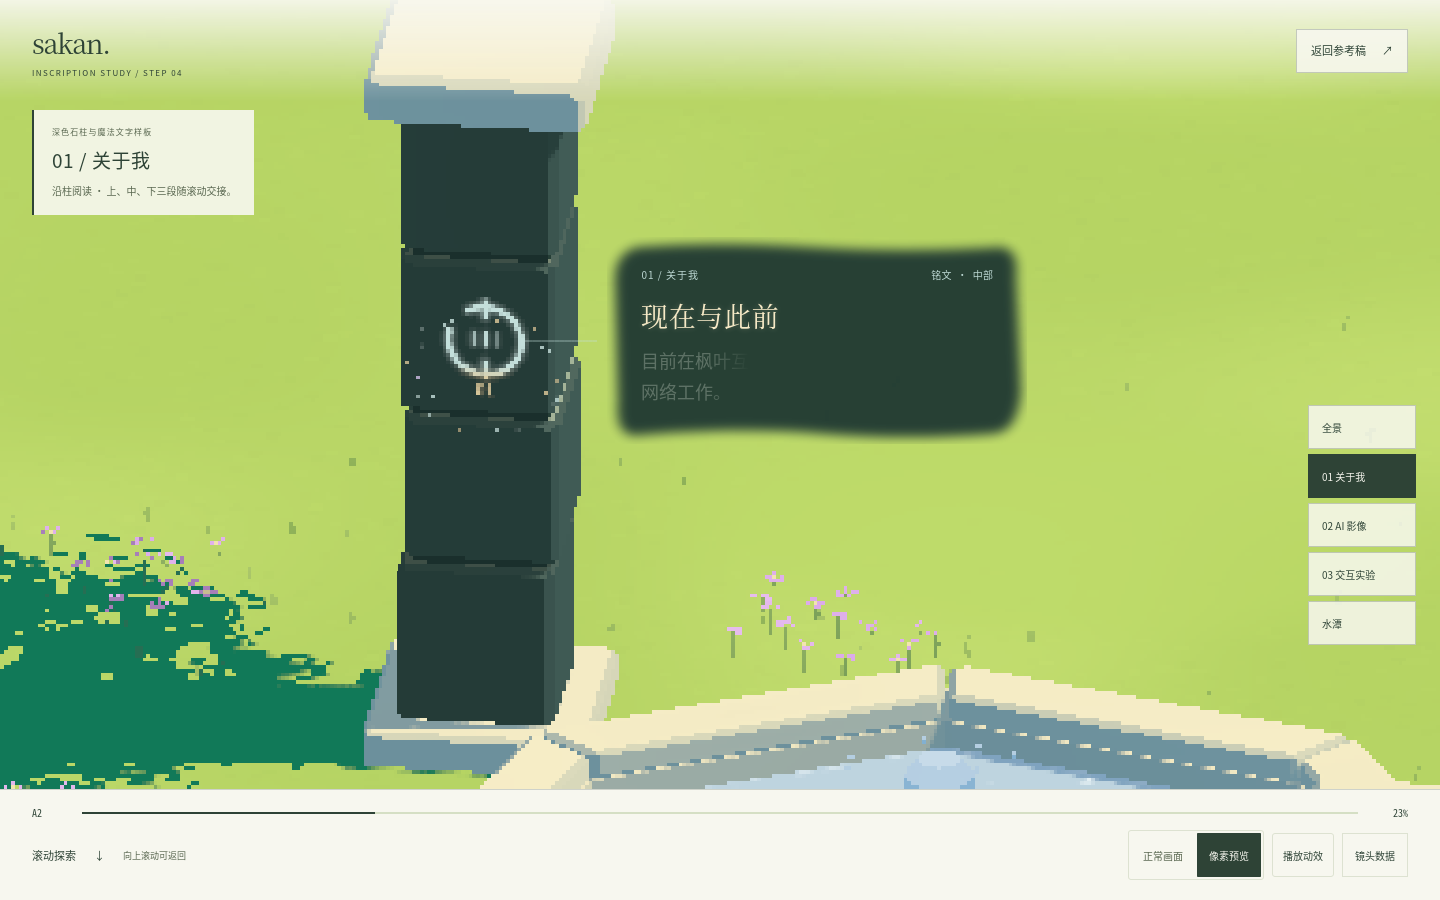 sakan.
INSCRIPTION STUDY / STEP 04
返回参考稿 ↗
深色石柱与魔法文字样板
01 / 关于我
沿柱阅读 · 上、中、下三段随滚动交接。
01 / 关于我
铭文 · 中部
现在与此前
目前在枫叶互
网络工作。
全景
01 关于我
02 AI 影像
03 交互实验
水潭
A2
23%
滚动探索 ↓ 向上滚动可返回
正常画面
像素预览
播放动效
镜头数据